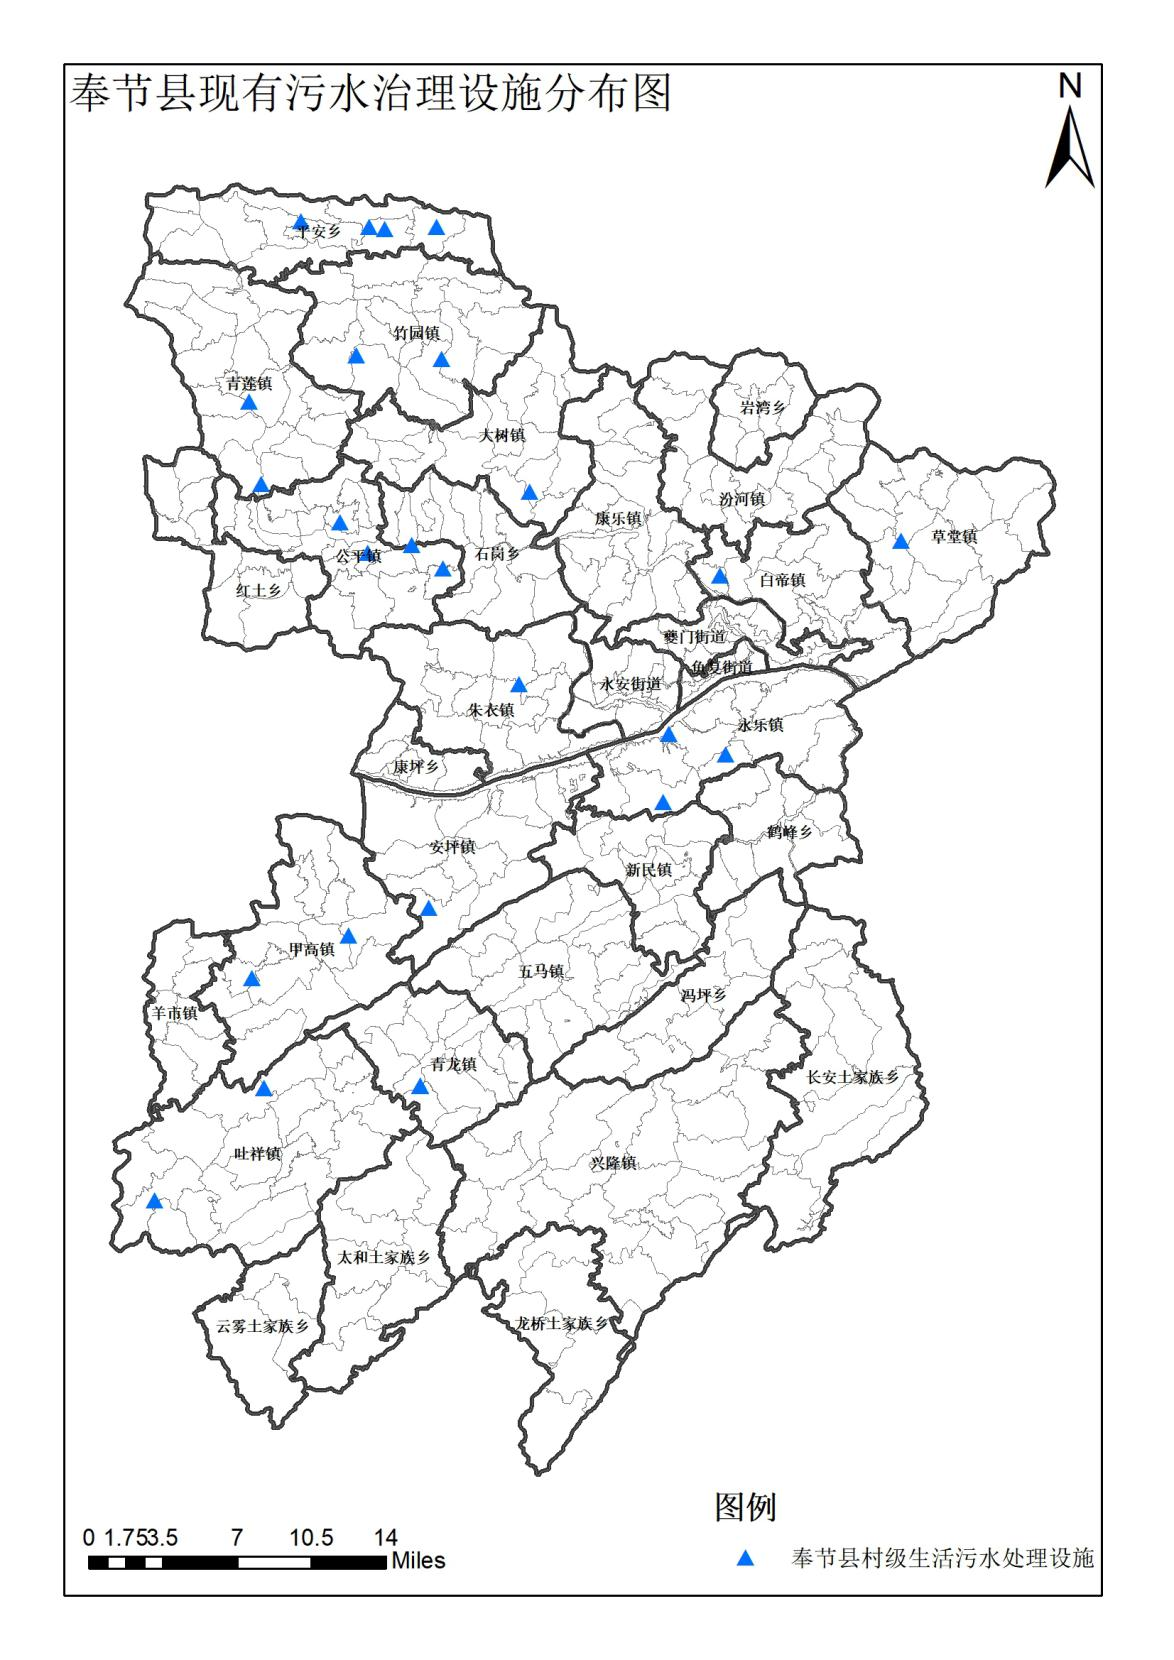 奉节县现有污水治理设施分布图
N
平安乡
竹园镇
青莲镇
岩湾乡
大树镇
汾河镇
康乐镇
草堂镇
石岗乡
公平镇
白帝镇
红土乡
夔门街道
鱼复街道
永安街道
朱衣镇
永乐镇
康坪乡
鹤峰乡
安坪镇
新民镇
甲高镇
五马镇
冯坪乡
羊市镇
青龙镇
长安土家族乡
吐祥镇
兴隆镇
太和土家族乡
云雾土家族乡
龙桥土家族乡
图例
奉节县村级生活污水处理设施
0 1.75 3.5 7 10.5 14
Miles